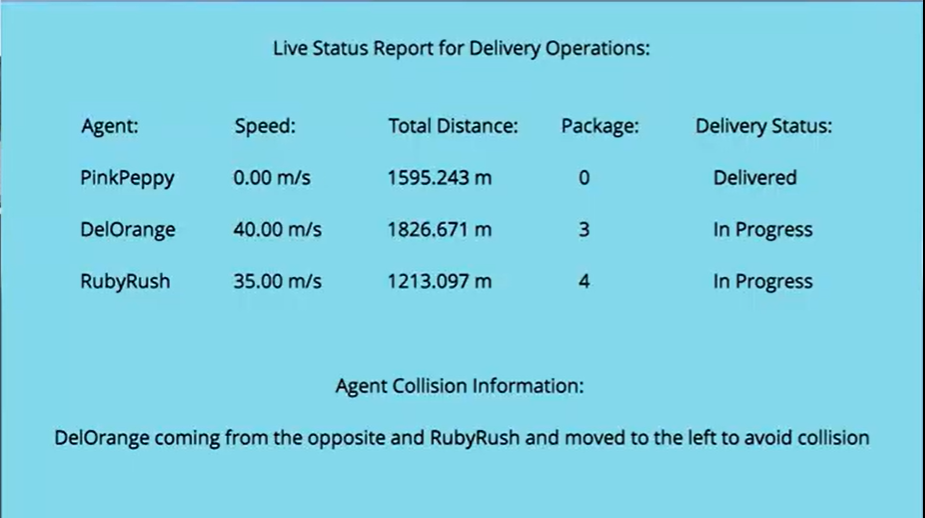 Live Status Report for Delivery Operations:
Agent: Speed: Total Distance: Package: Delivery Status:
PinkPeppy 0.00 m/s 1595.243 m 0 Delivered
DelOrange 40.00 m/s 1826.671 m 3 In Progress
RubyRush 35.00 m/s 1213.097 m 4 In Progress
Agent Collision Information:
DelOrange coming from the opposite and RubyRush and moved to the left to avoid collision